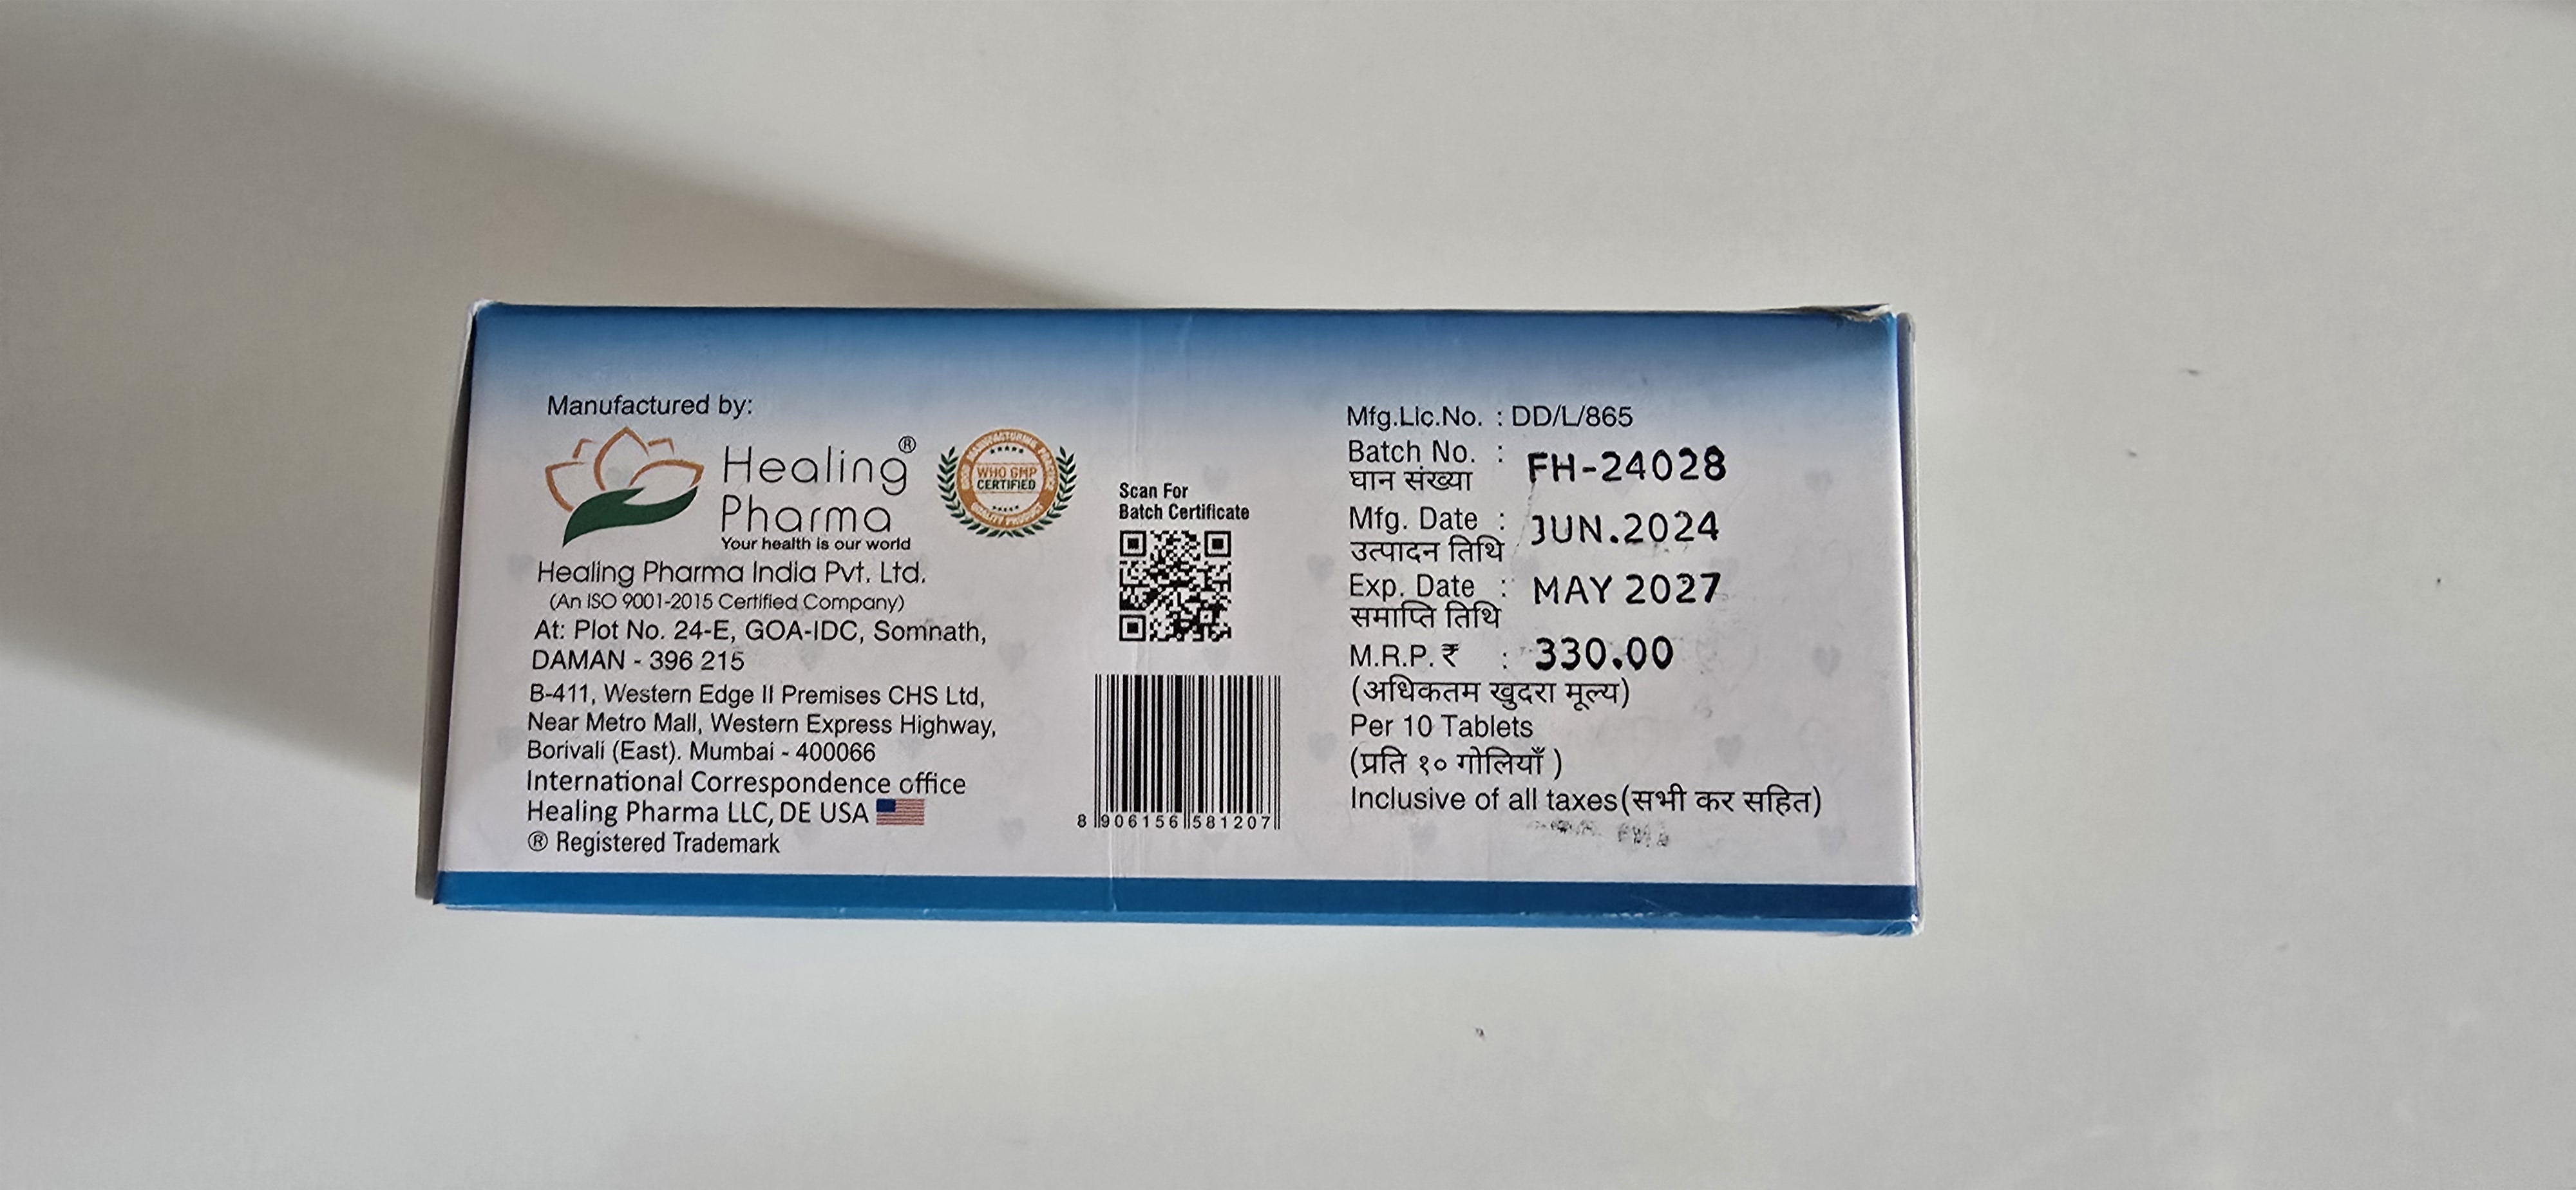 Manufactured by:
Healing®
Pharma
Your health is our world
WHO GMP
CERTIFIED
Healing Pharma India Pvt. Ltd.
(An ISO 9001-2015 Certified Company)
At: Plot No. 24-E, GOA-IDC, Somnath,
DAMAN - 396 215
B-411, Western Edge II Premises CHS Ltd,
Near Metro Mall, Western Express Highway,
Borivali (East). Mumbai - 400066
International Correspondence office
Healing Pharma LLC, DE USA
® Registered Trademark
Scan For
Batch Certificate
8 906156 581207
Mfg.Lic.No. : DD/L/865
Batch No. : FH-24028
घान संख्या
Mfg. Date : JUN.2024
उत्पादन तिथि
Exp. Date : MAY 2027
समाप्ति तिथि
M.R.P. ₹ : 330.00
(अधिकतम खुदरा मूल्य)
Per 10 Tablets
(प्रति १० गोलियाँ )
Inclusive of all taxes(सभी कर सहित)